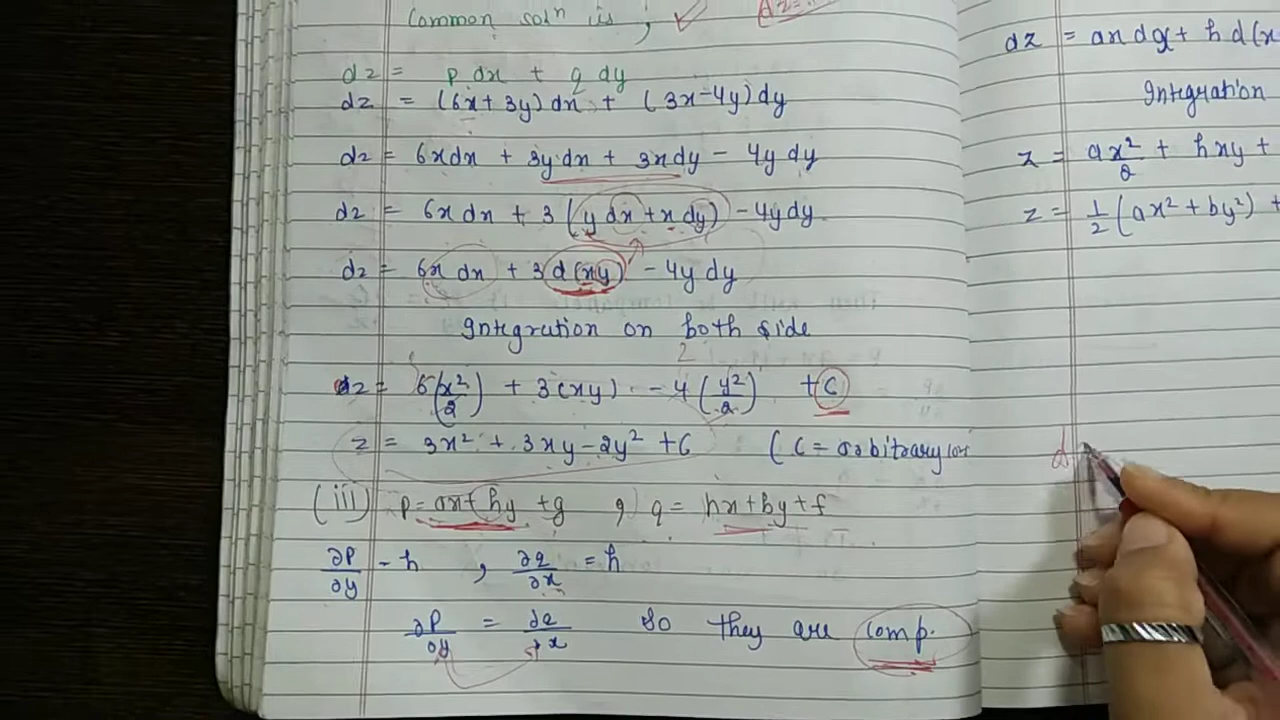 Common solⁿ is ;
dz = p dx + q dy
dz = (6x + 3y) dx + (3x-4y) dy
dz = 6x dx + 3y dx + 3x dy - 4y dy
dz = 6x dx + 3 (y dx + x dy) - 4y dy
dz = 6x dx + 3 d(xy) - 4y dy
Integration on both side
dz = 6(x²/2) + 3(xy) - 4(y²/2) + C
z = 3x² + 3xy - 2y² + C (C = arbitrary con
(iii) p = ax + hy + g , q = hx + by + f
∂P/∂y - h , ∂q/∂x = h
∂P/∂y = ∂q/∂x so they are comp.
dz = ax dx + h d(x
Integration
z = ax²/2 + hxy +
z = 1/2 (ax² + by²) +
d